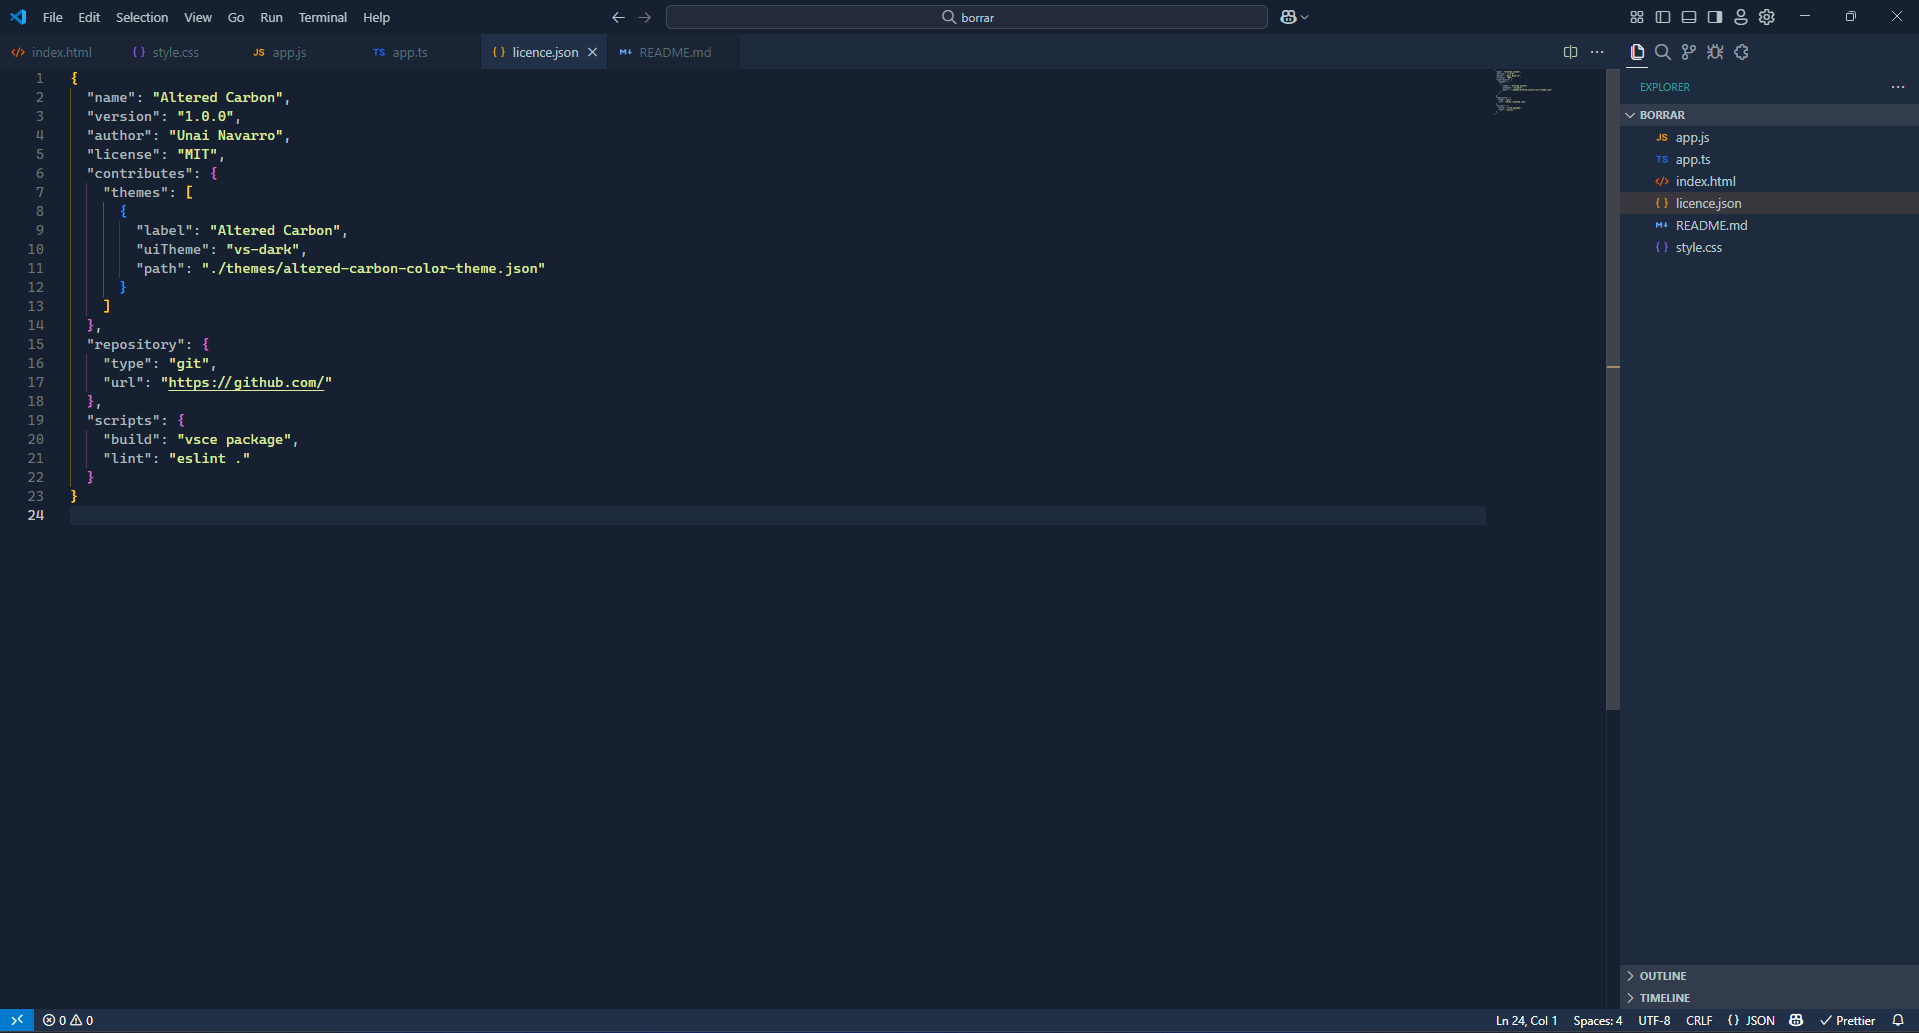 File Edit Selection View Go Run Terminal Help
borrar
index.html
style.css
JS app.js
TS app.ts
licence.json
README.md
1 {
2 "name": "Altered Carbon",
3 "version": "1.0.0",
4 "author": "Unai Navarro",
5 "license": "MIT",
6 "contributes": {
7 "themes": [
8 {
9 "label": "Altered Carbon",
10 "uiTheme": "vs-dark",
11 "path": "./themes/altered-carbon-color-theme.json"
12 }
13 ]
14 },
15 "repository": {
16 "type": "git",
17 "url": "https://github.com/"
18 },
19 "scripts": {
20 "build": "vsce package",
21 "lint": "eslint ."
22 }
23 }
24
EXPLORER
BORRAR
JS app.js
TS app.ts
index.html
licence.json
README.md
style.css
OUTLINE
TIMELINE
0 0
Ln 24, Col 1 Spaces: 4 UTF-8 CRLF {} JSON Prettier